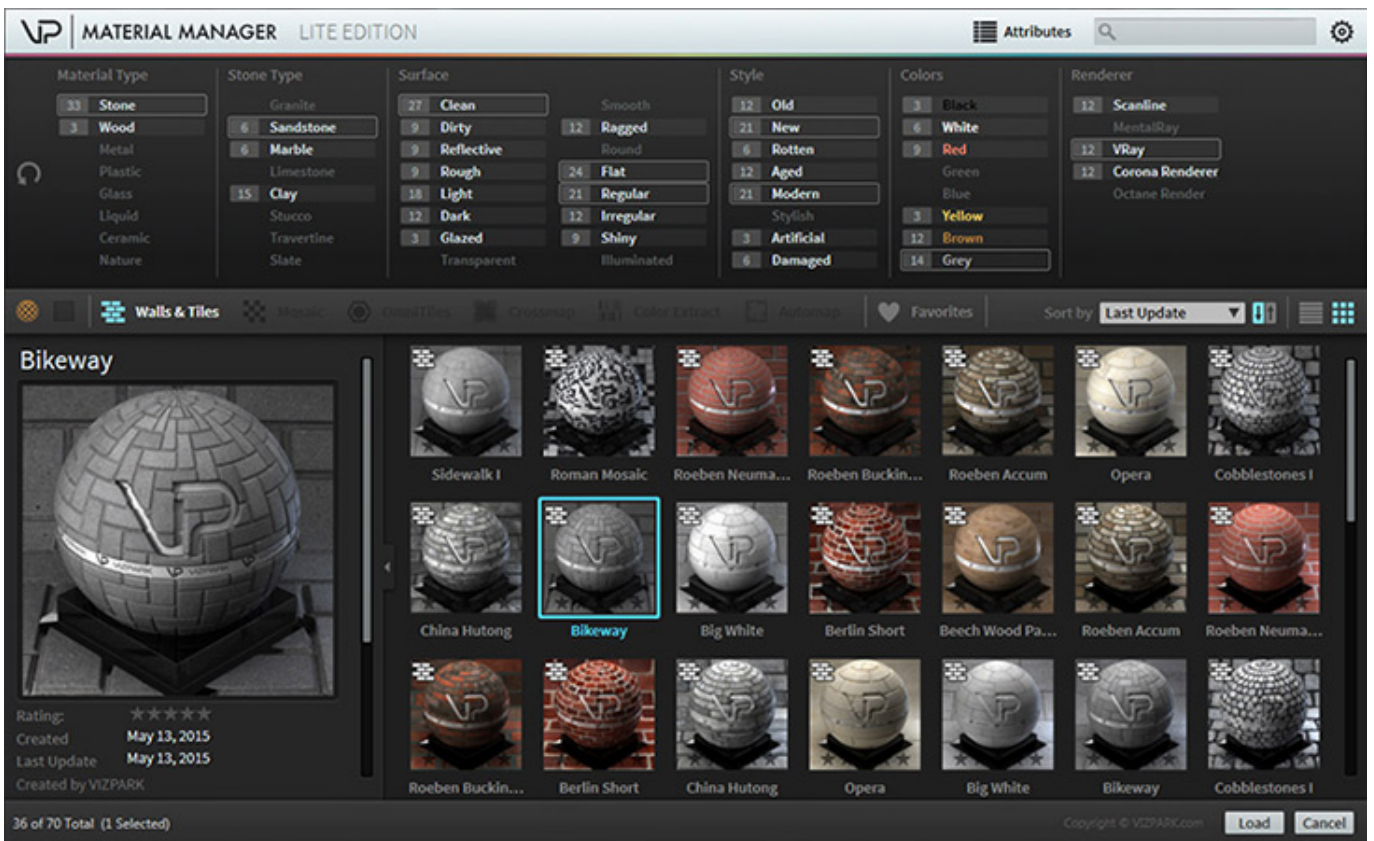 VP MATERIAL MANAGER LITE EDITION Attributes
Material Type Stone Type Surface Style Colors Renderer
33 Stone Granite 27 Clean Smooth 12 Old 3 Black 12 Scanline
3 Wood 6 Sandstone 9 Dirty 12 Ragged 21 New 6 White MentalRay
Metal 6 Marble 9 Reflective Round 6 Rotten 9 Red 12 VRay
Plastic Limestone 9 Rough 24 Flat 12 Aged Green 12 Corona Renderer
Glass 15 Clay 18 Light 21 Regular 21 Modern Blue Octane Render
Liquid Stucco 12 Dark 12 Irregular Stylish 3 Yellow
Ceramic Travertine 3 Glazed 9 Shiny 3 Artificial 12 Brown
Nature Slate Transparent Illuminated 6 Damaged 14 Grey
Walls & Tiles Mosaic OmniTiles Crossmap Color Extract Automap Favorites Sort by Last Update
Bikeway
Sidewalk I Roman Mosaic Roeben Neuma... Roeben Buckin... Roeben Accum Opera Cobblestones I
China Hutong Bikeway Big White Berlin Short Beech Wood Pa... Roeben Accum Roeben Neuma...
Rating:
Created May 13, 2015
Last Update May 13, 2015
Created by VIZPARK
Roeben Buckin... Berlin Short China Hutong Opera Big White Bikeway Cobblestones I
36 of 70 Total (1 Selected) Copyright © VIZPARK.com Load Cancel